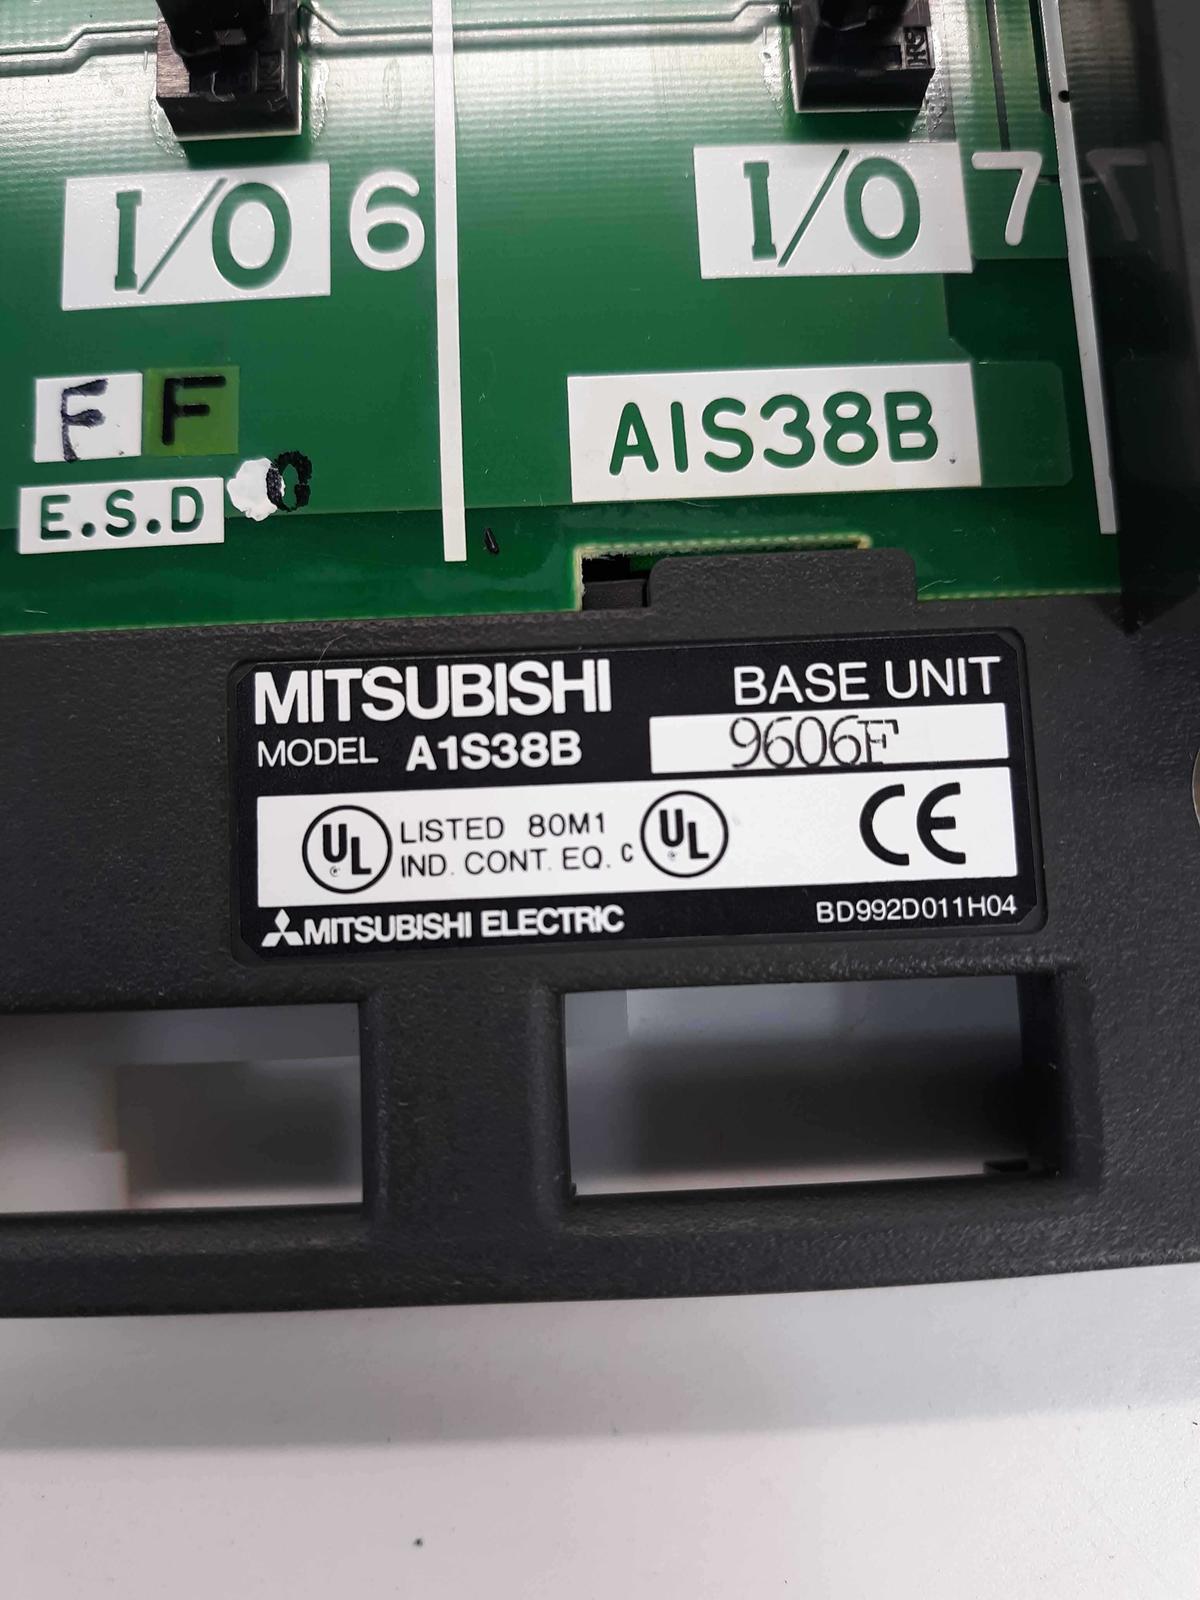 I/O 6
I/O 7
F F
A1S38B
E.S.D
MITSUBISHI
BASE UNIT
MODEL A1S38B
9606F
UL LISTED 80M1
IND. CONT. EQ. C UL
CE
MITSUBISHI ELECTRIC
BD992D011H04